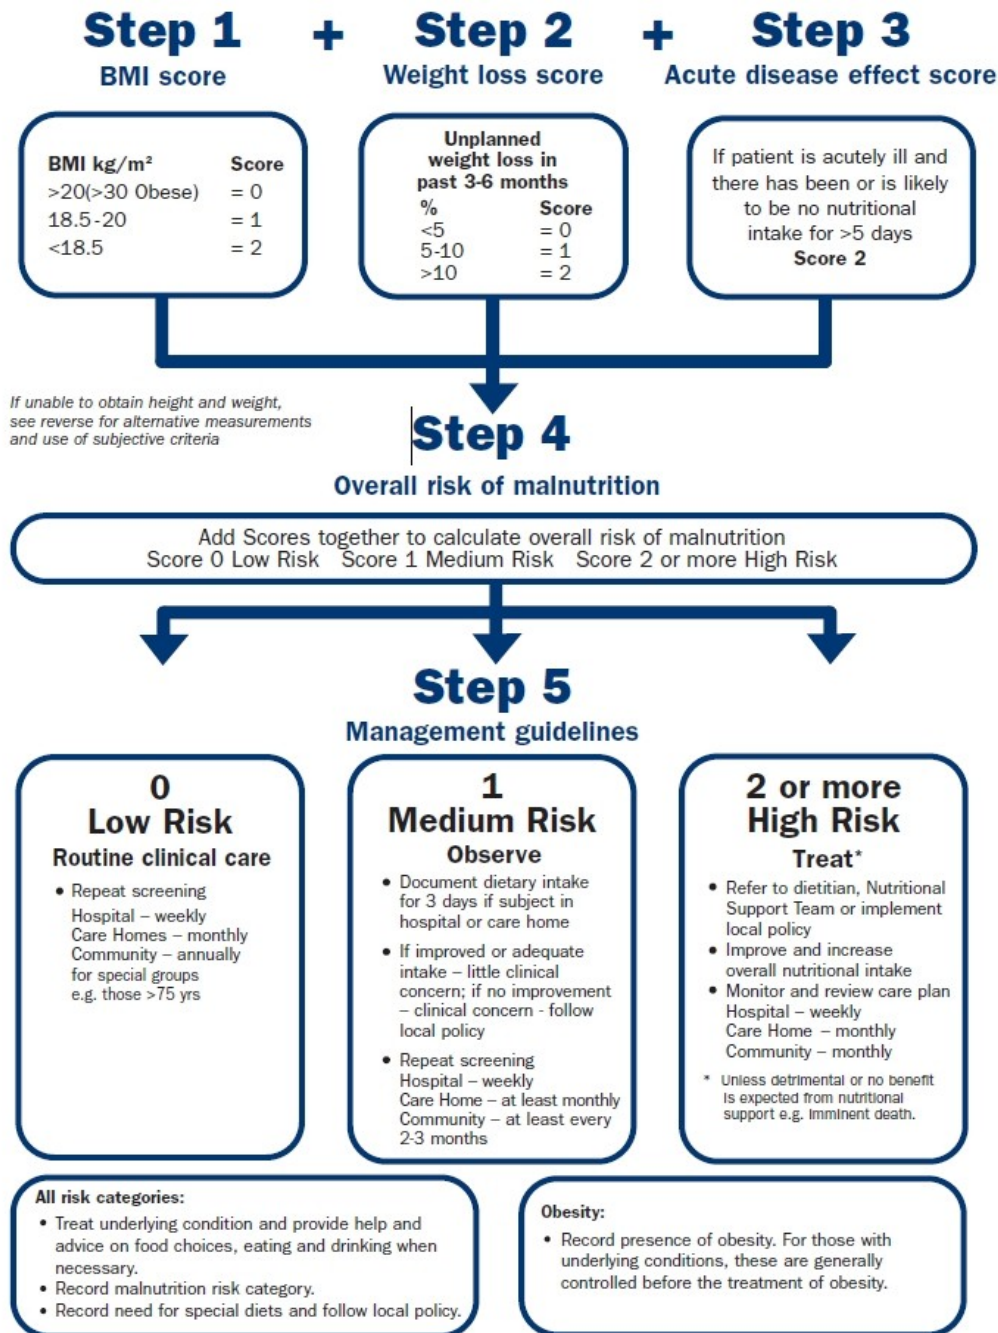 Step 1 + Step 2 + Step 3
BMI score
Weight loss score
Acute disease effect score
BMI kg/m² Score
>20(>30 Obese) = 0
18.5-20 = 1
<18.5 = 2
Unplanned
weight loss in
past 3-6 months
% Score
<5 = 0
5-10 = 1
>10 = 2
If patient is acutely ill and
there has been or is likely
to be no nutritional
intake for >5 days
Score 2
If unable to obtain height and weight,
see reverse for alternative measurements
and use of subjective criteria
Step 4
Overall risk of malnutrition
Add Scores together to calculate overall risk of malnutrition
Score 0 Low Risk Score 1 Medium Risk Score 2 or more High Risk
Step 5
Management guidelines
0
Low Risk
Routine clinical care
• Repeat screening
Hospital – weekly
Care Homes – monthly
Community – annually
for special groups
e.g. those >75 yrs
1
Medium Risk
Observe
• Document dietary intake
for 3 days if subject in
hospital or care home
• If improved or adequate
intake – little clinical
concern; if no improvement
– clinical concern - follow
local policy
• Repeat screening
Hospital – weekly
Care Home – at least monthly
Community – at least every
2-3 months
2 or more
High Risk
Treat*
• Refer to dietitian, Nutritional
Support Team or implement
local policy
• Improve and increase
overall nutritional intake
• Monitor and review care plan
Hospital – weekly
Care Home – monthly
Community – monthly
* Unless detrimental or no benefit
is expected from nutritional
support e.g. imminent death.
All risk categories:
• Treat underlying condition and provide help and
advice on food choices, eating and drinking when
necessary.
• Record malnutrition risk category.
• Record need for special diets and follow local policy.
Obesity:
• Record presence of obesity. For those with
underlying conditions, these are generally
controlled before the treatment of obesity.